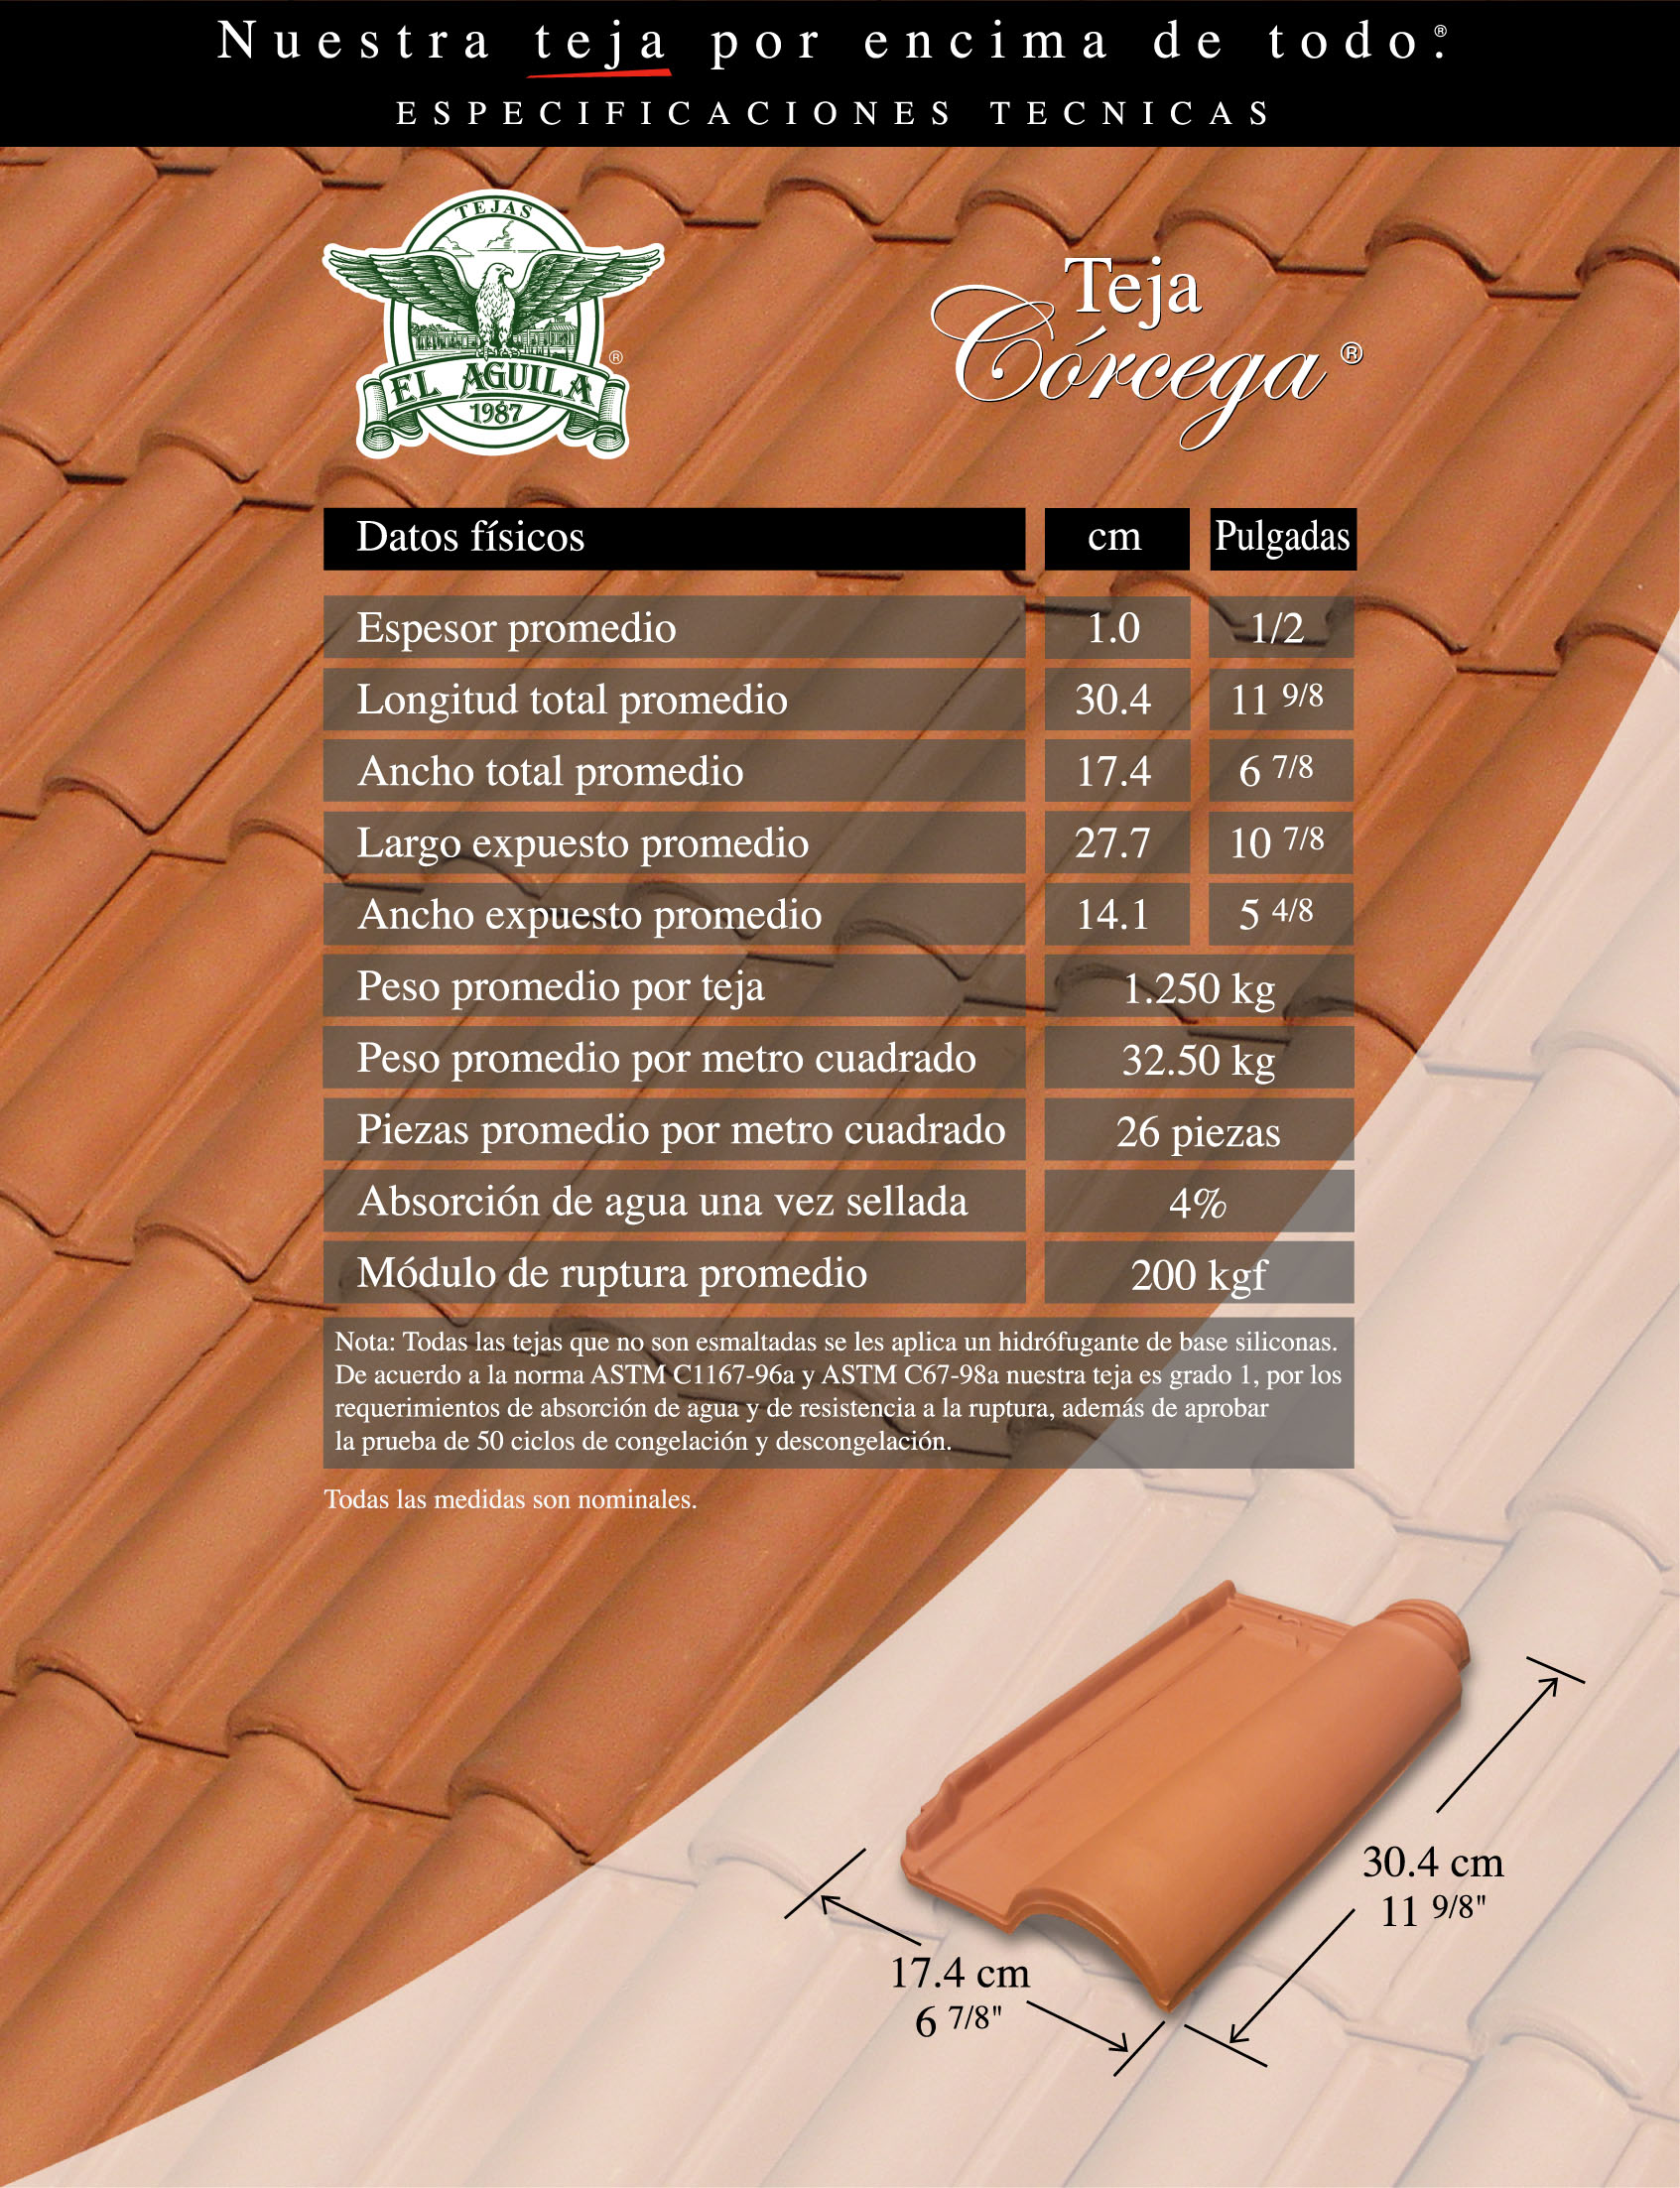 Nuestra teja por encima de todo.®
ESPECIFICACIONES TECNICAS
TEJAS
EL AGUILA ®
1987
Teja
Córcega ®
Datos físicos cm Pulgadas
Espesor promedio 1.0 1/2
Longitud total promedio 30.4 11 9/8
Ancho total promedio 17.4 6 7/8
Largo expuesto promedio 27.7 10 7/8
Ancho expuesto promedio 14.1 5 4/8
Peso promedio por teja 1.250 kg
Peso promedio por metro cuadrado 32.50 kg
Piezas promedio por metro cuadrado 26 piezas
Absorción de agua una vez sellada 4%
Módulo de ruptura promedio 200 kgf
Nota: Todas las tejas que no son esmaltadas se les aplica un hidrófugante de base siliconas.
De acuerdo a la norma ASTM C1167-96a y ASTM C67-98a nuestra teja es grado 1, por los
requerimientos de absorción de agua y de resistencia a la ruptura, además de aprobar
la prueba de 50 ciclos de congelación y descongelación.
Todas las medidas son nominales.
30.4 cm
11 9/8"
17.4 cm
6 7/8"